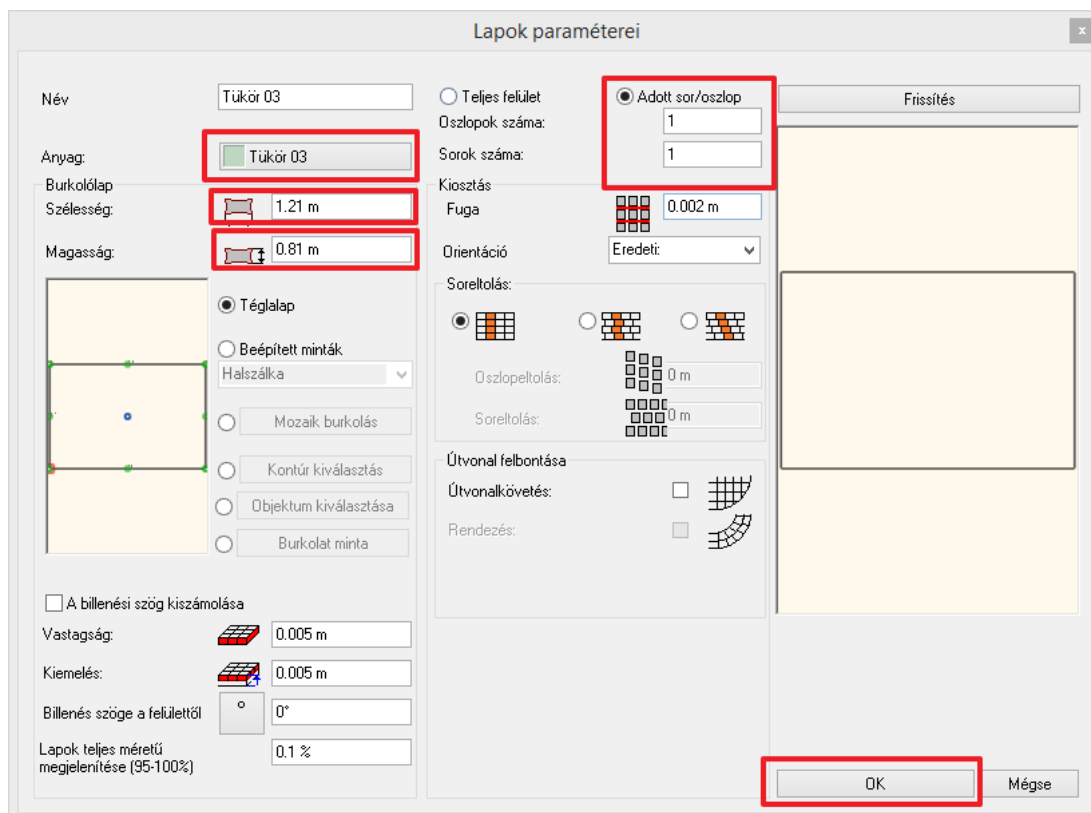 Lapok paraméterei
x
Név
Tükör 03
Anyag:
Tükör 03
Burkolólap
Szélesség:
1.21 m
Magasság:
0.81 m
Téglalap
Beépített minták
Halszálka
Mozaik burkolás
Kontúr kiválasztás
Objektum kiválasztása
Burkolat minta
A billenési szög kiszámolása
Vastagság:
0.005 m
Kiemelés:
0.005 m
Billenés szöge a felülettől
0°
Lapok teljes méretű
megjelenítése (95-100%)
0.1 %
Teljes felület
Adott sor/oszlop
Oszlopok száma:
1
Sorok száma:
1
Kiosztás
Fuga
0.002 m
Orientáció
Eredeti:
Soreltolás:
Oszlopeltolás:
0 m
Soreltolás:
0 m
Útvonal felbontása
Útvonalkövetés:
Rendezés:
Frissítés
OK
Mégse